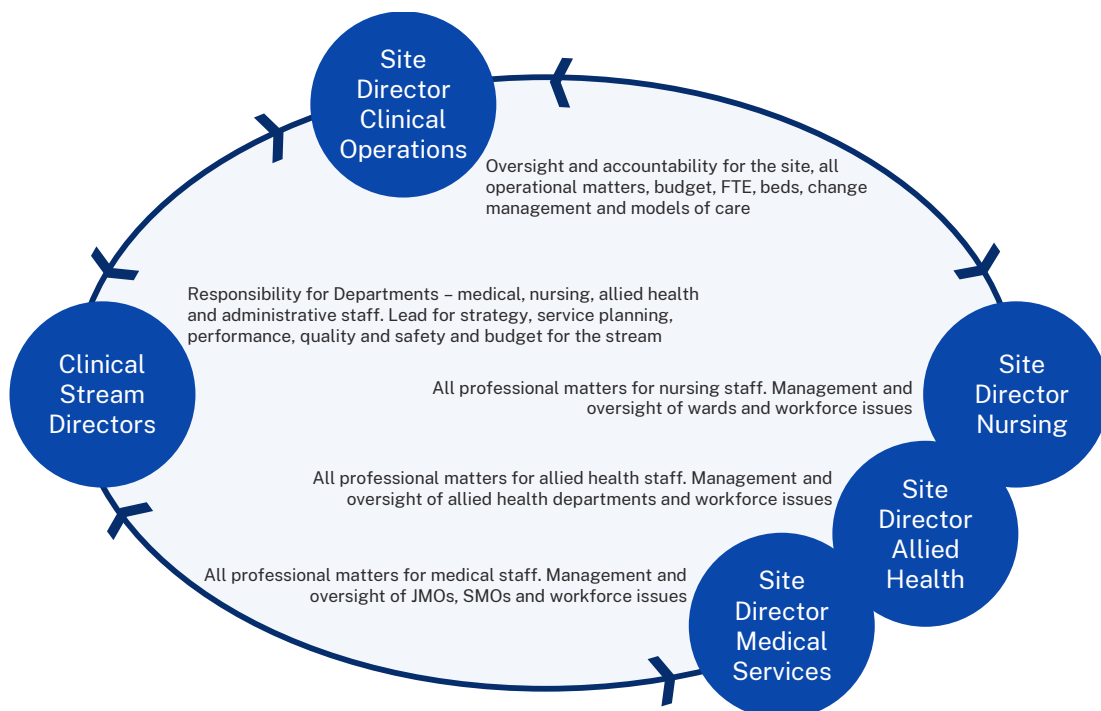 Site
Director
Clinical
Operations
Oversight and accountability for the site, all
operational matters, budget, FTE, beds, change
management and models of care
Responsibility for Departments – medical, nursing, allied health
and administrative staff. Lead for strategy, service planning,
performance, quality and safety and budget for the stream
Clinical
Stream
Directors
All professional matters for nursing staff. Management and
oversight of wards and workforce issues
Site
Director
Nursing
All professional matters for allied health staff. Management and
oversight of allied health departments and workforce issues
Site
Director
Allied
Health
All professional matters for medical staff. Management and
oversight of JMOs, SMOs and workforce issues
Site
Director
Medical
Services